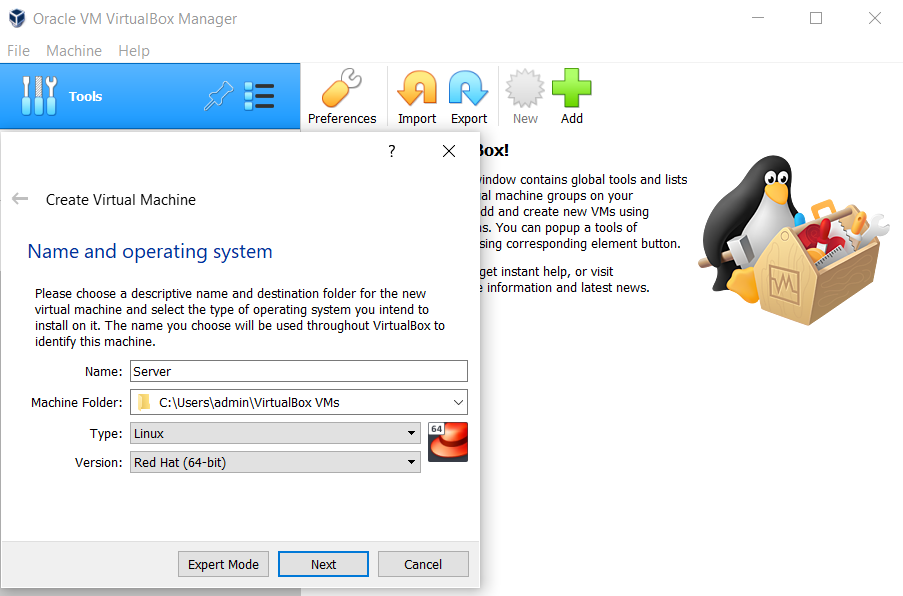 Oracle VM VirtualBox Manager
File Machine Help
Tools
Preferences Import Export New Add
Box!
window contains global tools and lists
al machine groups on your
dd and create new VMs using
s. You can popup a tools of
sing corresponding element button.
get instant help, or visit
e information and latest news.
?
Create Virtual Machine
Name and operating system
Please choose a descriptive name and destination folder for the new
virtual machine and select the type of operating system you intend to
install on it. The name you choose will be used throughout VirtualBox to
identify this machine.
Name: Server
Machine Folder: C:\Users\admin\VirtualBox VMs
Type: Linux
64
Version: Red Hat (64-bit)
Expert Mode Next Cancel